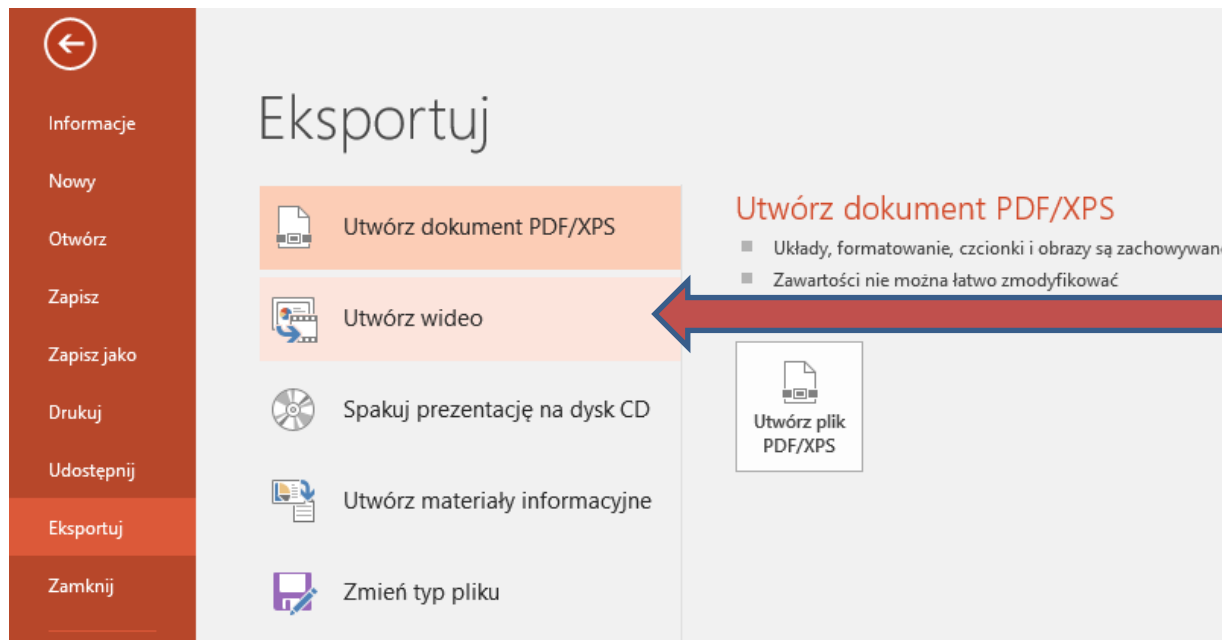 Informacje
Nowy
Otwórz
Zapisz
Zapisz jako
Drukuj
Udostępnij
Eksportuj
Zamknij
Eksportuj
Utwórz dokument PDF/XPS
Utwórz wideo
Spakuj prezentację na dysk CD
Utwórz materiały informacyjne
Zmień typ pliku
Utwórz dokument PDF/XPS
Układy, formatowanie, czcionki i obrazy są
Zawartości nie można łatwo zmodyfikować
Utwórz plik
PDF/XPS